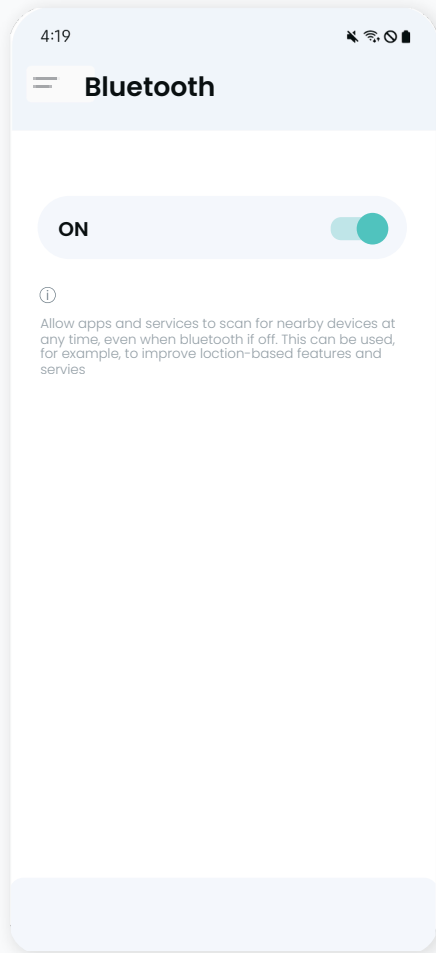 4:19
Bluetooth
ON
Allow apps and services to scan for nearby devices at
any time, even when bluetooth if off. This can be used,
for example, to improve loction-based features and
servies